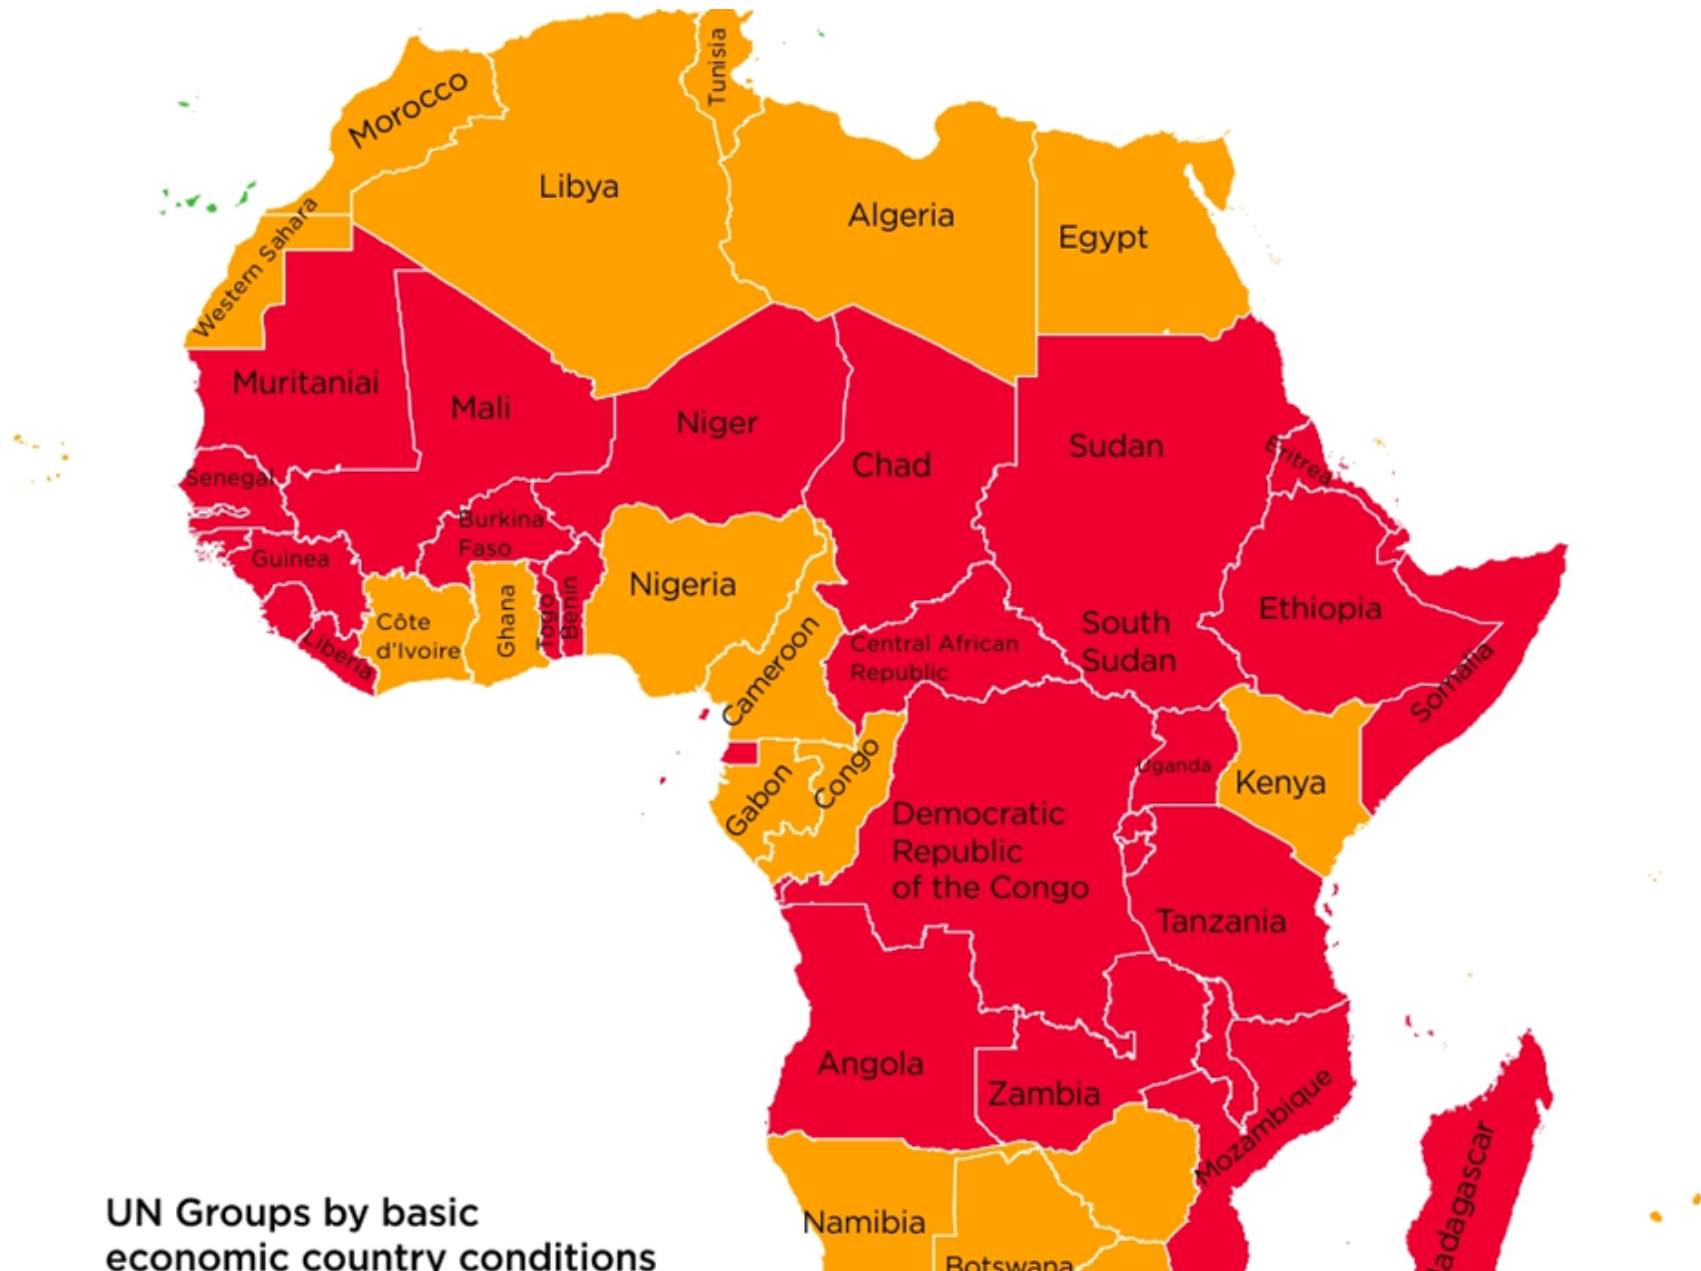 Tunisia
Morocco
Libya
Algeria
Egypt
Western Sahara
Muritaniai
Mali
Niger
Chad
Sudan
Eritrea
Senegal
Burkina
Faso
Guinea
Nigeria
Ghana
Togo
Benin
Côte
d'Ivoire
Liberia
Ethiopia
South
Sudan
Central African
Republic
Somalia
Cameroon
Uganda
Kenya
Gabon
Congo
Democratic
Republic
of the Congo
Tanzania
Angola
Zambia
Mozambique
adagascar
Namibia
Botswana
UN Groups by basic
economic country conditions